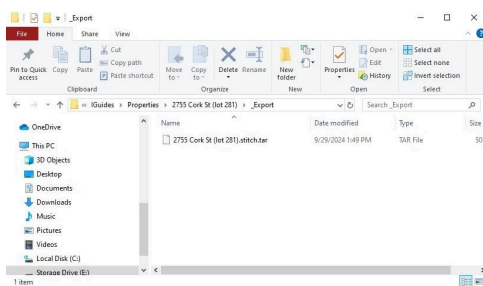 _Export
File Home Share View
Pin to Quick access
Copy
Paste
Cut
Copy path
Paste shortcut
Move to
Copy to
Delete
Rename
New folder
Properties
Open
Edit
History
Select all
Select none
Invert selection
Clipboard Organize New Open Select
« IGuides > Properties > 2755 Cork St (lot 281) > _Export
Search _Export
Name Date modified Type Size
2755 Cork St (lot 281).stitch.tar 9/29/2024 1:49 PM TAR File 50
OneDrive
This PC
3D Objects
Desktop
Documents
Downloads
Music
Pictures
Videos
Local Disk (C:)
Storage Drive (E:)
1 item